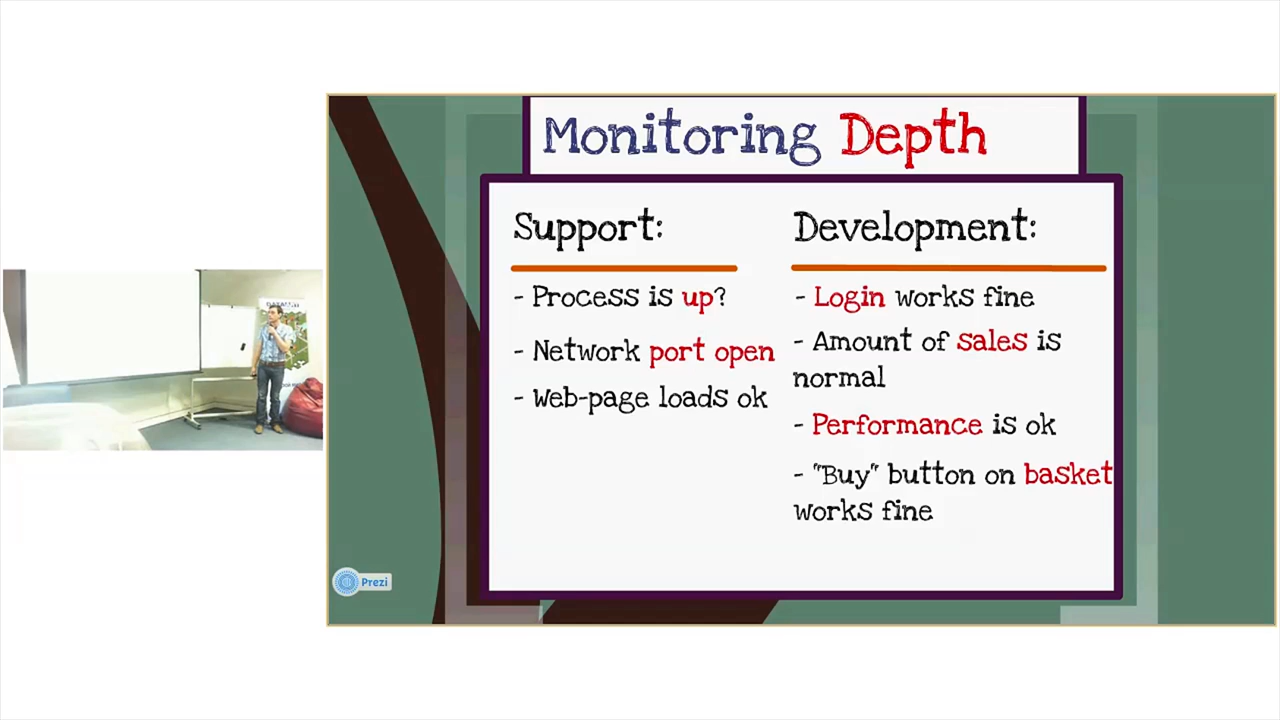 Monitoring Depth
Support:
- Process is up?
- Network port open
- Web-page loads ok
Development:
- Login works fine
- Amount of sales is
normal
- Performance is ok
- "Buy" button on basket
works fine
Prezi